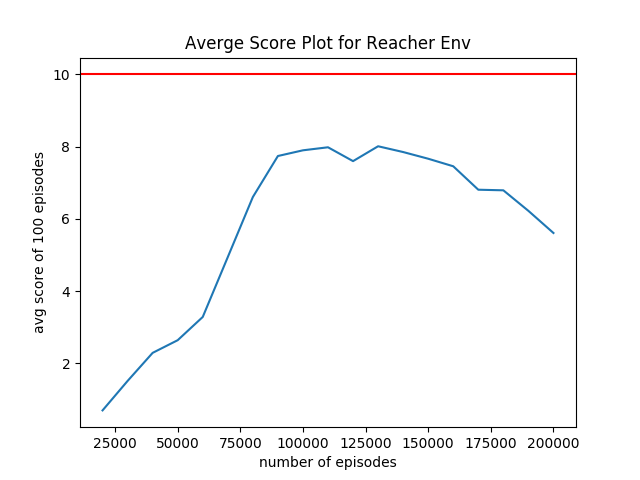 Averge Score Plot for Reacher Env
10
8
6
4
2
avg score of 100 episodes
25000 50000 75000 100000 125000 150000 175000 200000
number of episodes